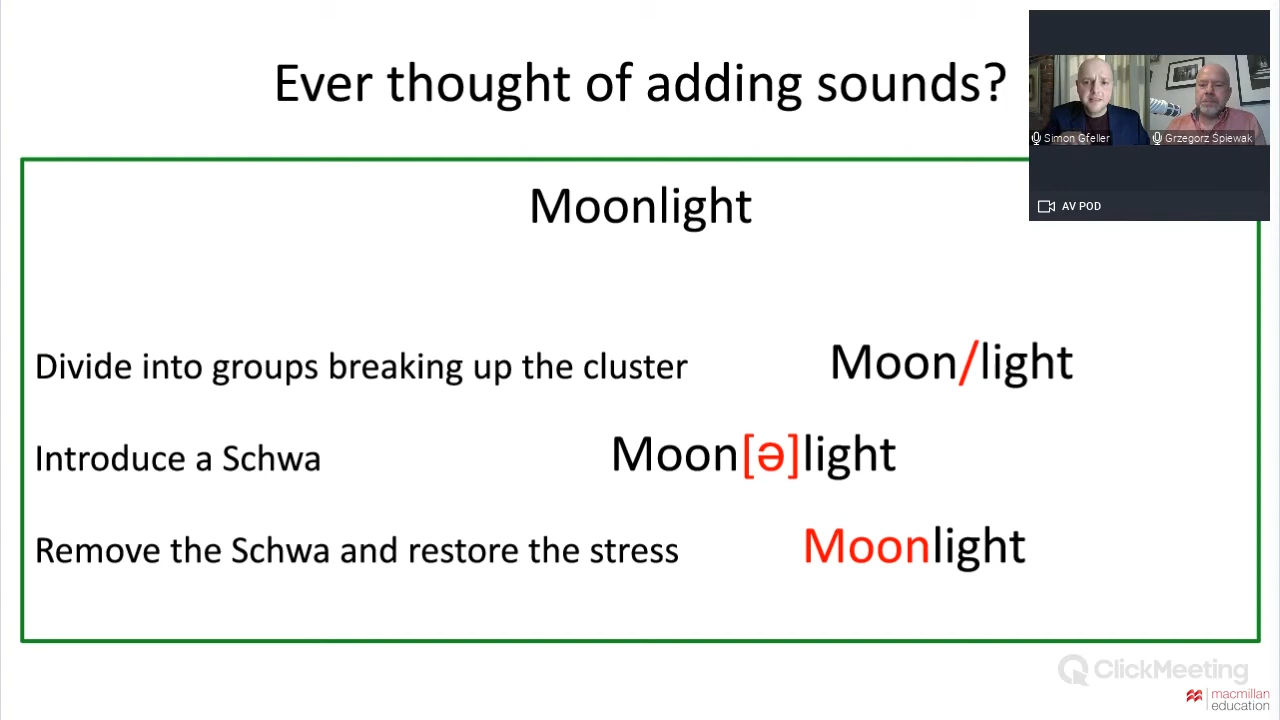 Ever thought of adding sounds?
Simon Gfeller
Grzegorz Śpiewak
AV POD
Moonlight
Divide into groups breaking up the cluster
Moon/light
Introduce a Schwa
Moon[ə]light
Remove the Schwa and restore the stress
Moonlight
ClickMeeting
macmillan
education